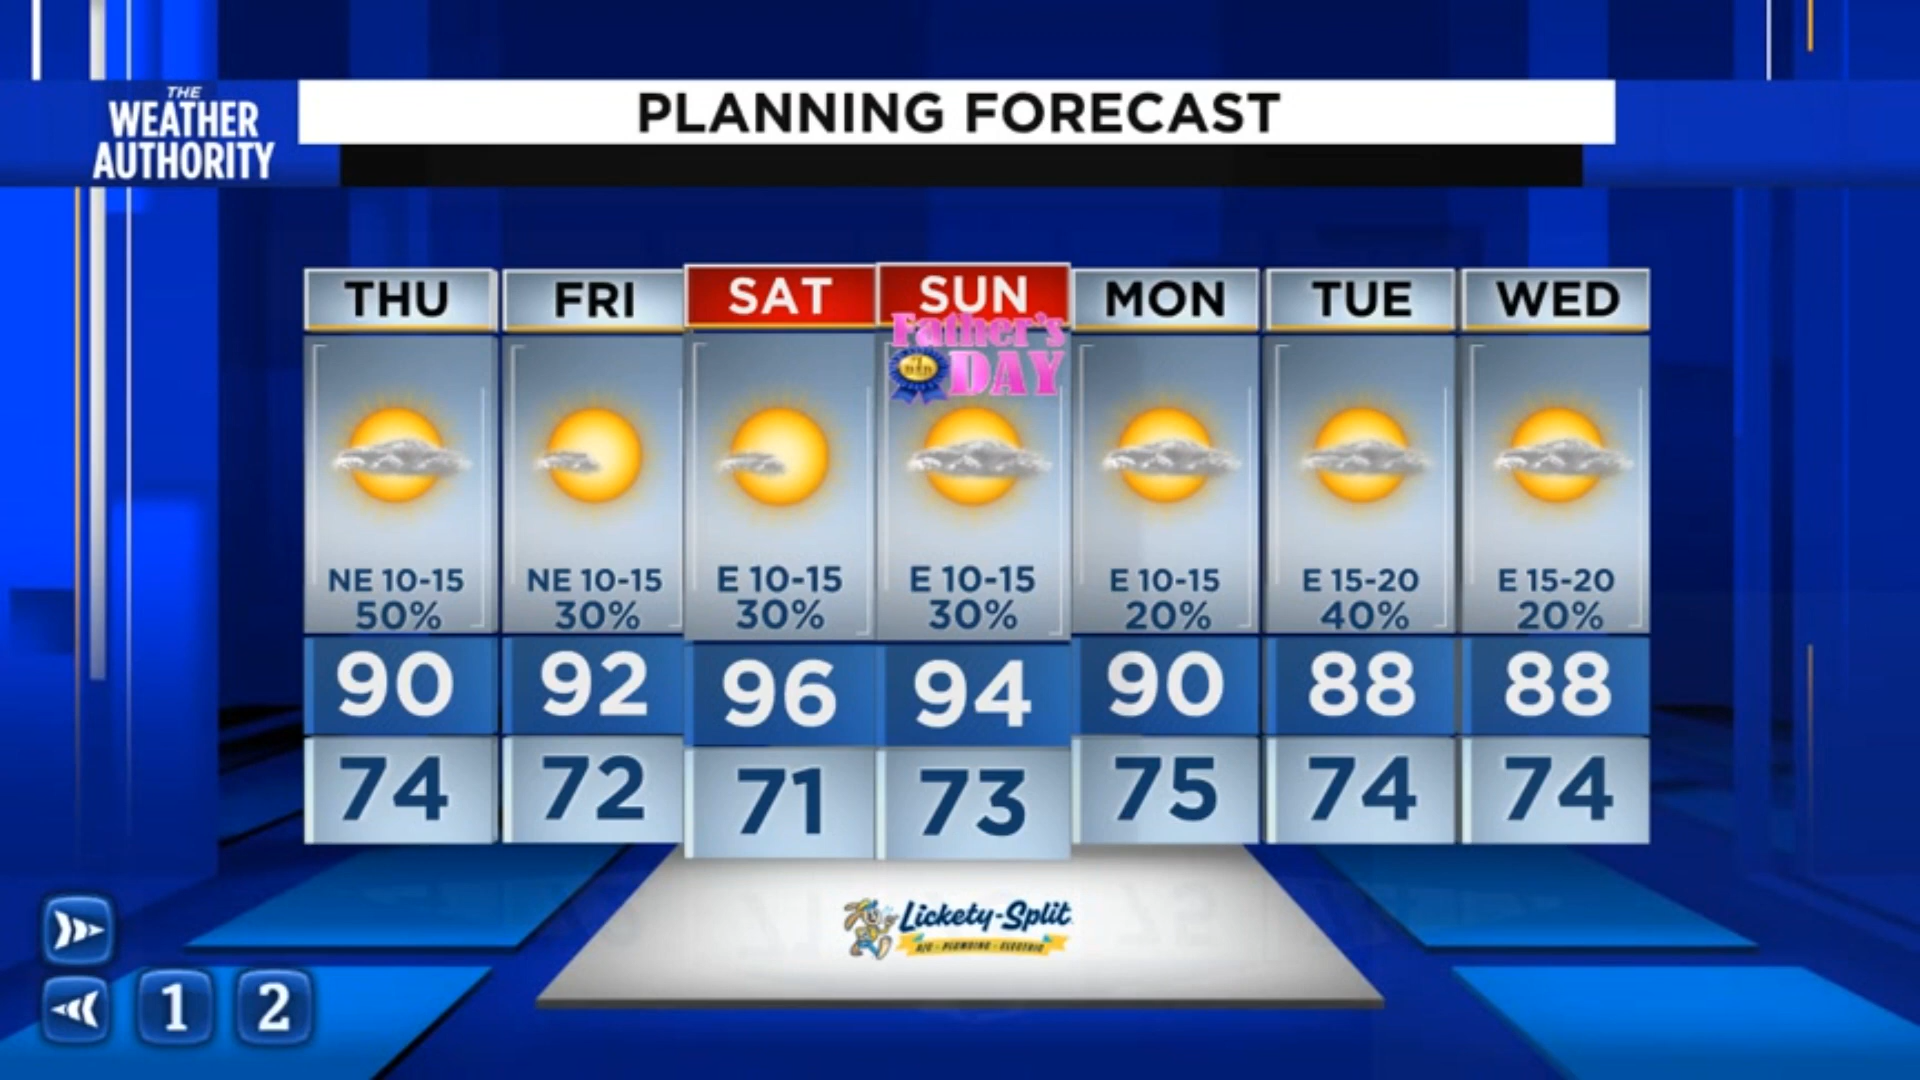 THE
WEATHER
AUTHORITY
PLANNING FORECAST
THU FRI SAT SUN MON TUE WED
Father's
DAY
NE 10-15 NE 10-15 E 10-15 E 10-15 E 10-15 E 15-20 E 15-20
50% 30% 30% 30% 20% 40% 20%
90 92 96 94 90 88 88
74 72 71 73 75 74 74
Lickety-Split
A/C - PLUMBING - ELECTRIC
1 2